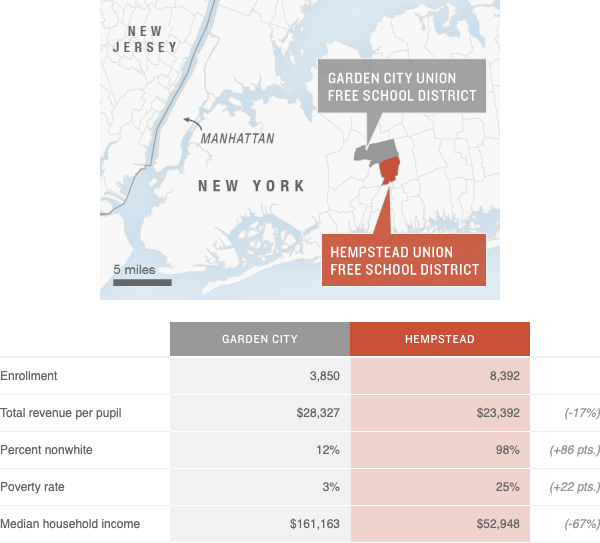 NEW
JERSEY
GARDEN CITY UNION
FREE SCHOOL DISTRICT
MANHATTAN
NEW YORK
HEMPSTEAD UNION
FREE SCHOOL DISTRICT
5 miles
GARDEN CITY HEMPSTEAD
Enrollment 3,850 8,392
Total revenue per pupil $28,327 $23,392 (-17%)
Percent nonwhite 12% 98% (+86 pts.)
Poverty rate 3% 25% (+22 pts.)
Median household income $161,163 $52,948 (-67%)